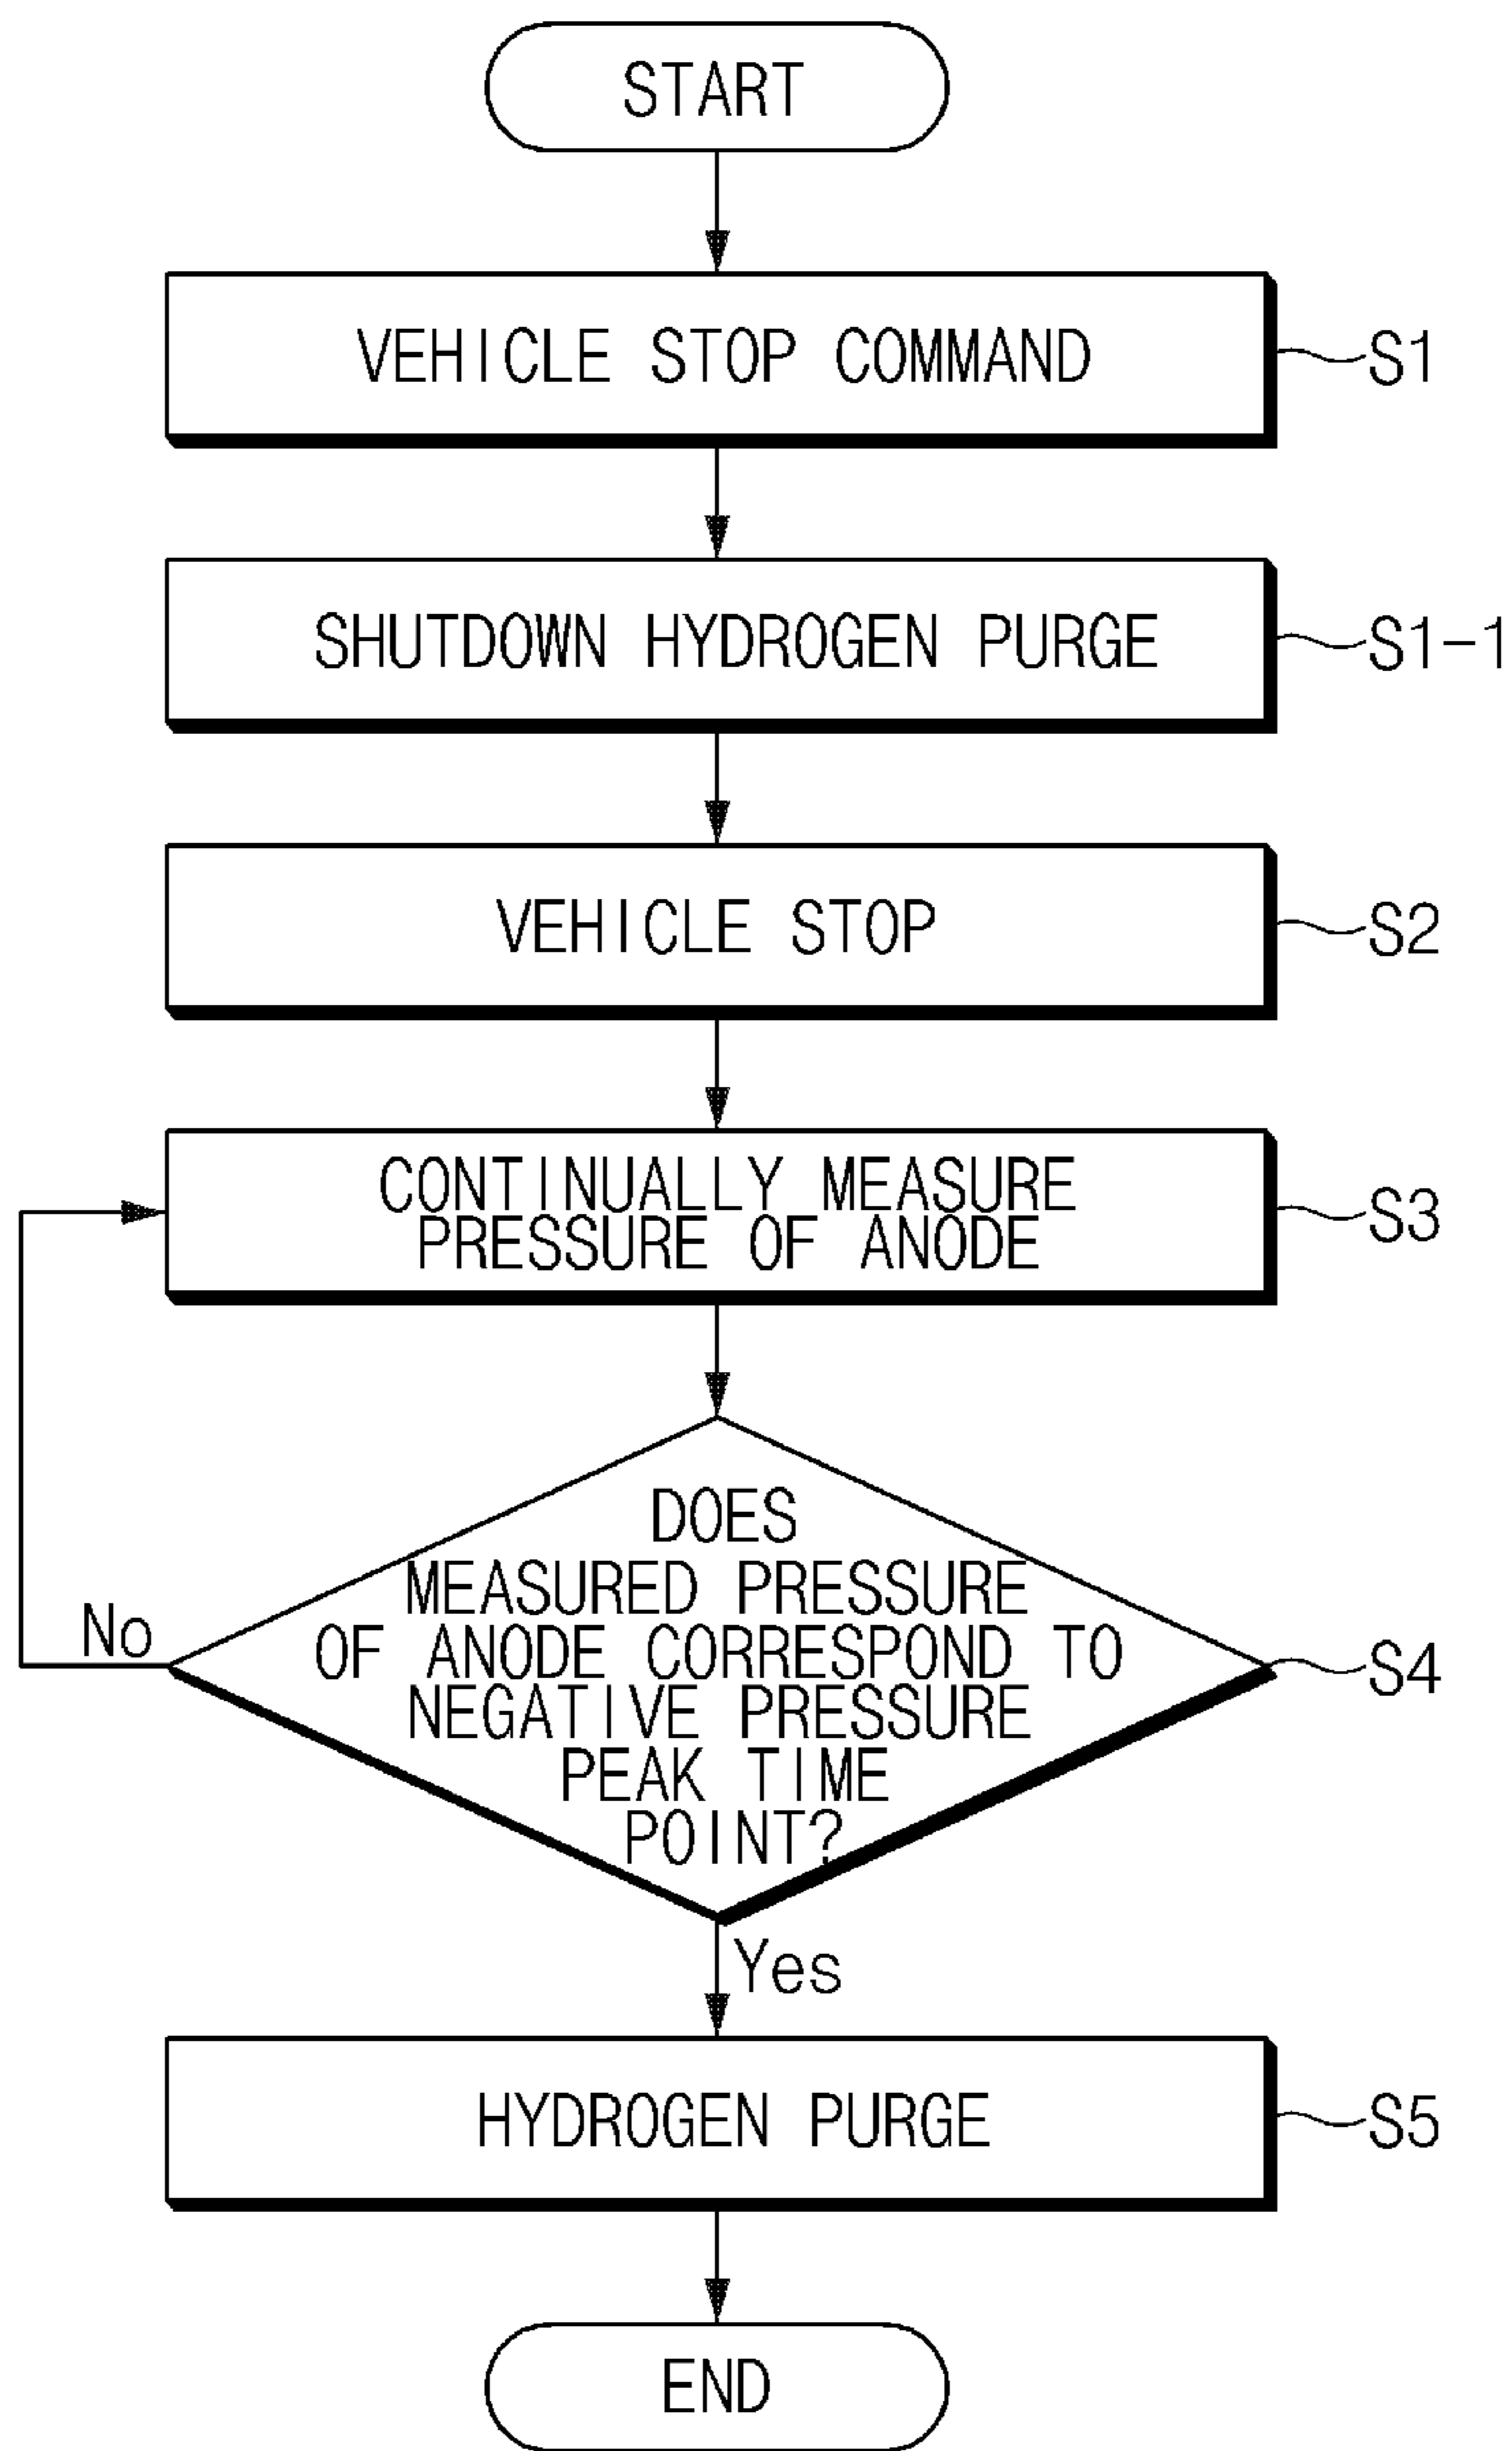 START
VEHICLE STOP COMMAND
S1
SHUTDOWN HYDROGEN PURGE
S1-1
VEHICLE STOP
S2
CONTINUALLY MEASURE
PRESSURE OF ANODE
S3
DOES
MEASURED PRESSURE
OF ANODE CORRESPOND TO
NEGATIVE PRESSURE
PEAK TIME
POINT?
No
S4
Yes
HYDROGEN PURGE
S5
END